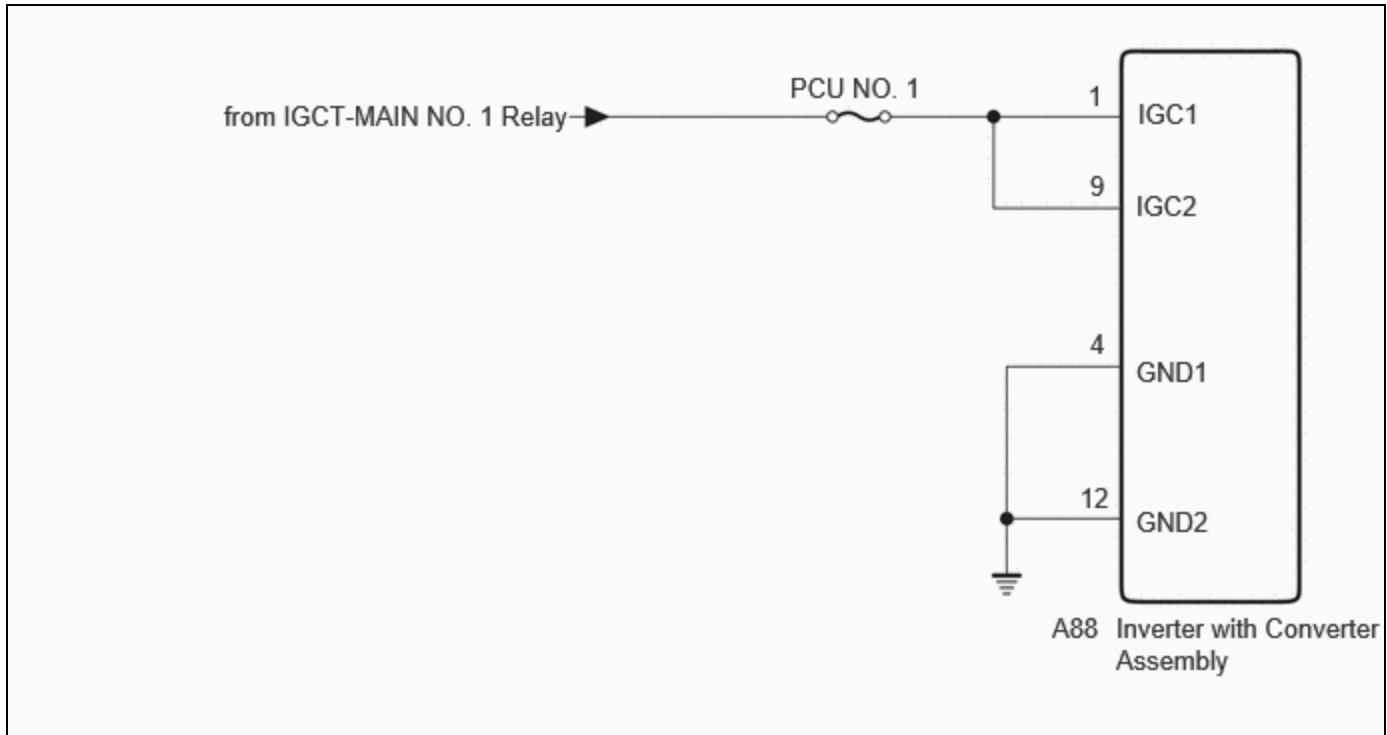 PCU NO. 1
from IGCT-MAIN NO. 1 Relay
1
IGC1
9
IGC2
4
GND1
12
GND2
A88 Inverter with Converter
Assembly